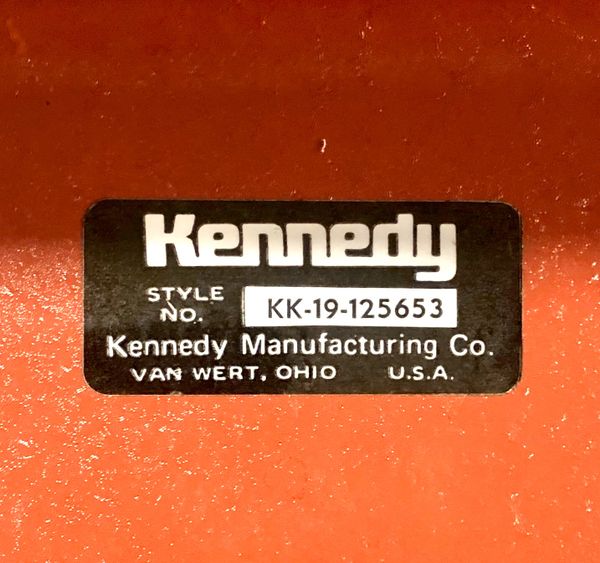 Kennedy
STYLE
NO. KK-19-125653
Kennedy Manufacturing Co.
VAN WERT, OHIO U.S.A.